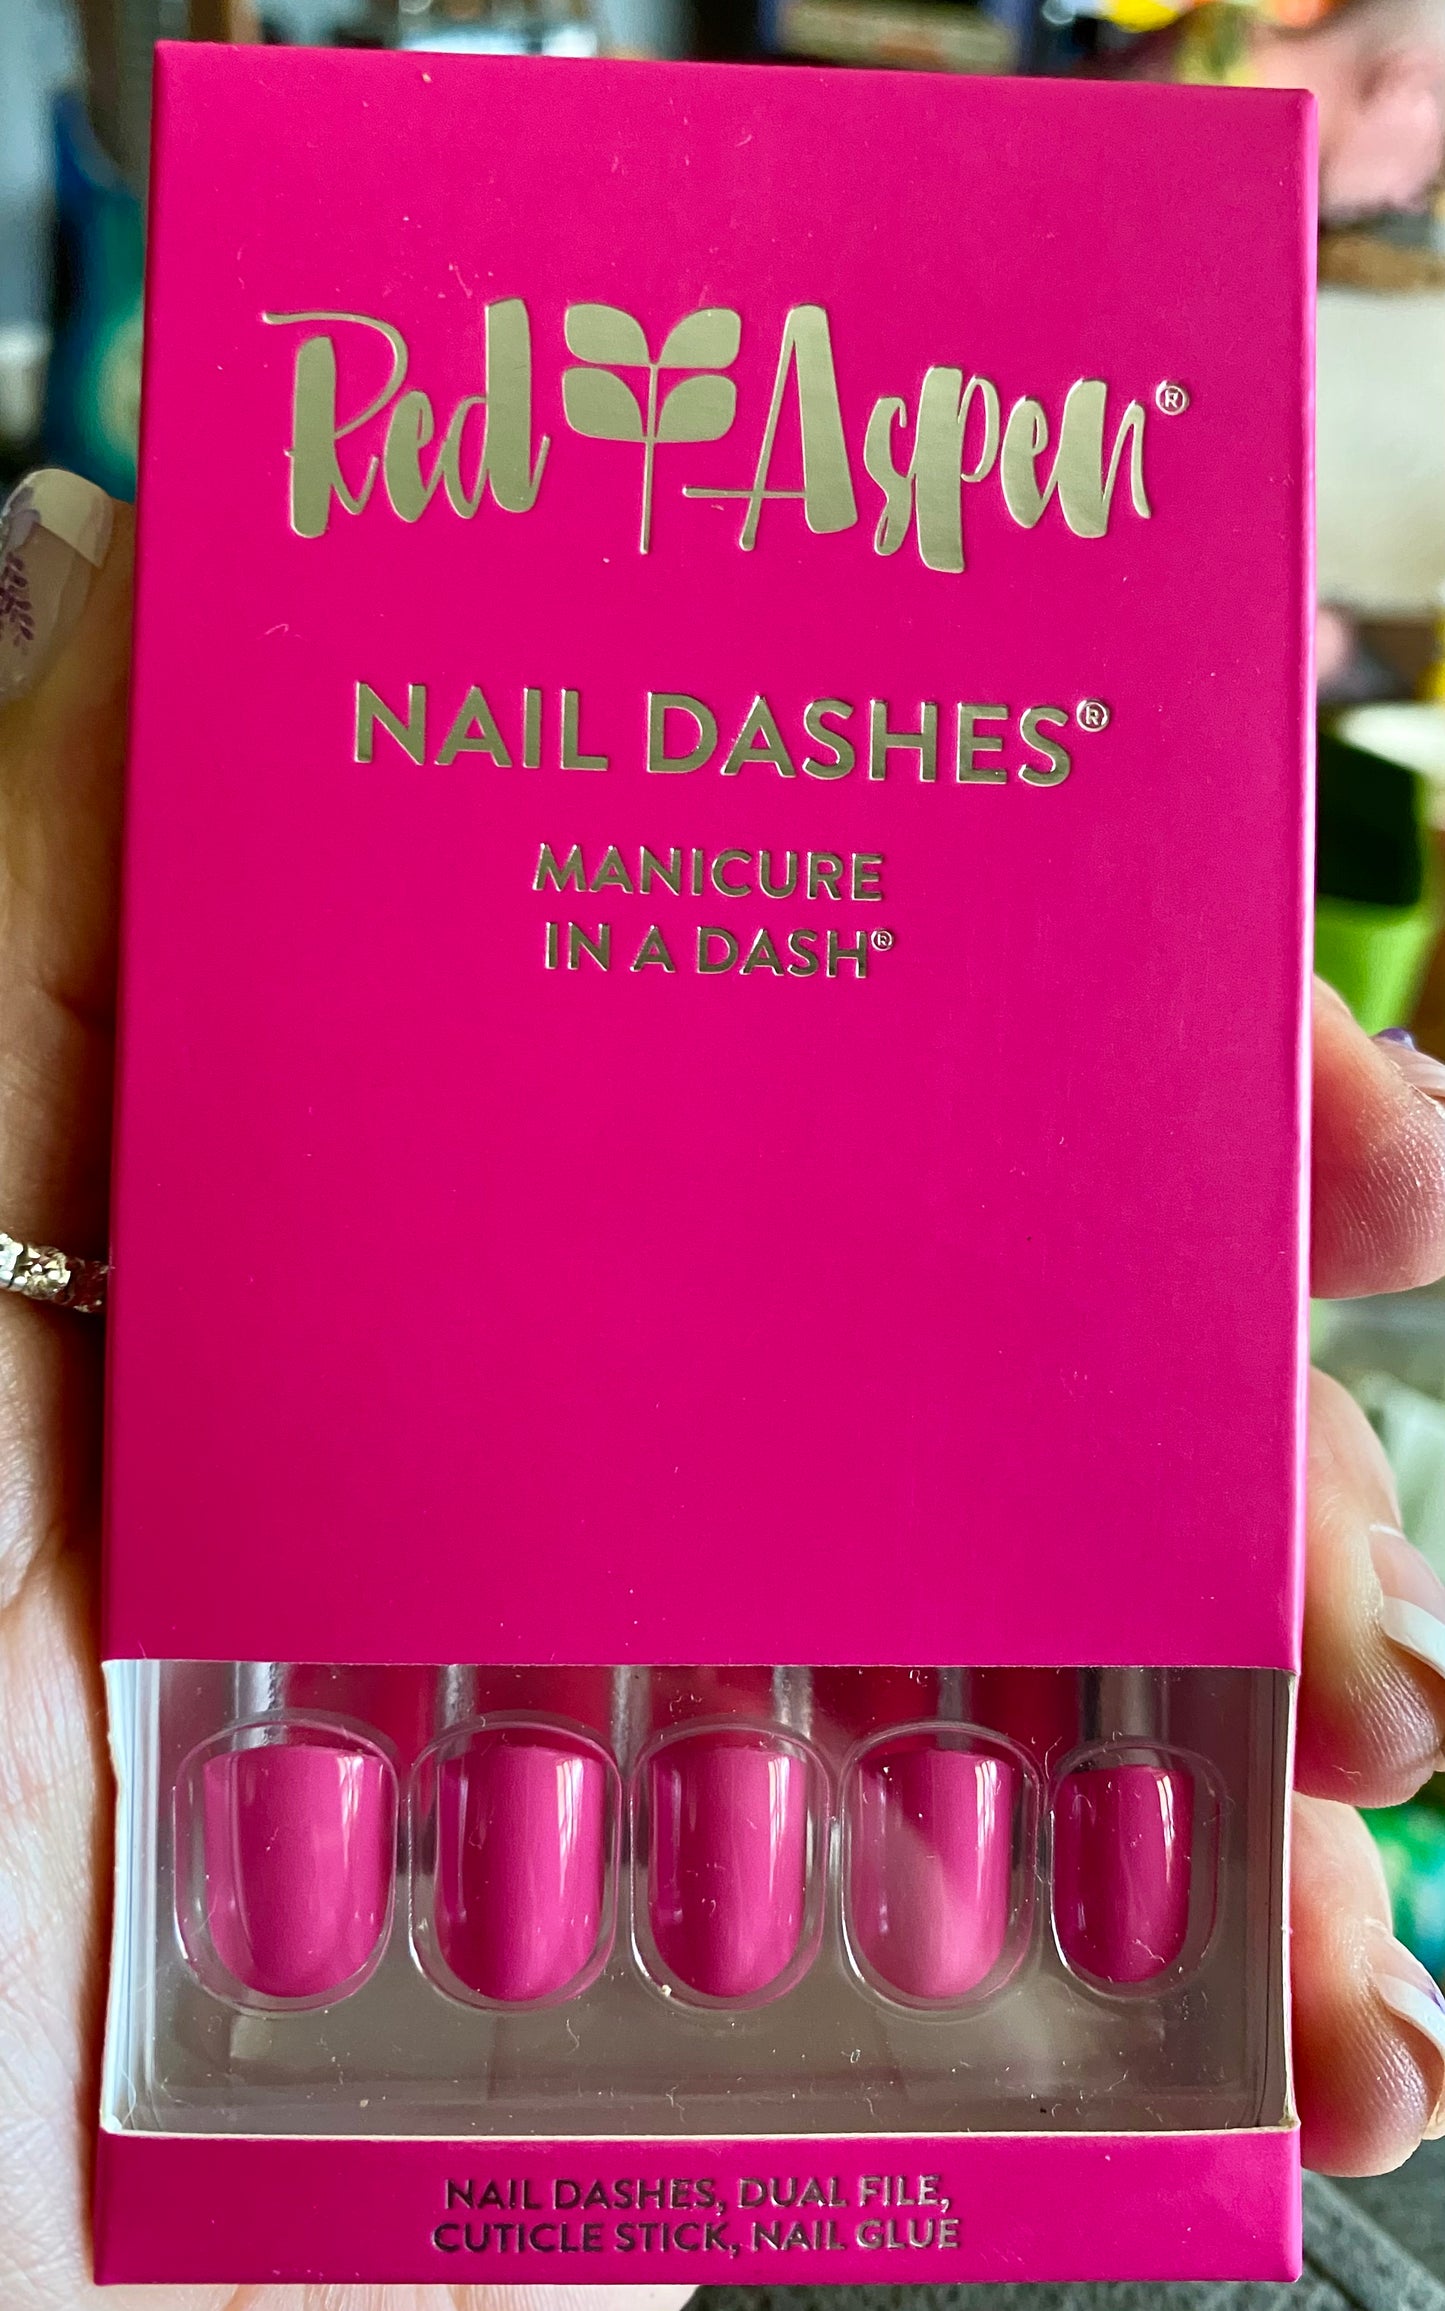 Red Aspen®
NAIL DASHES®
MANICURE
IN A DASH®
NAIL DASHES, DUAL FILE,
CUTICLE STICK, NAIL GLUE